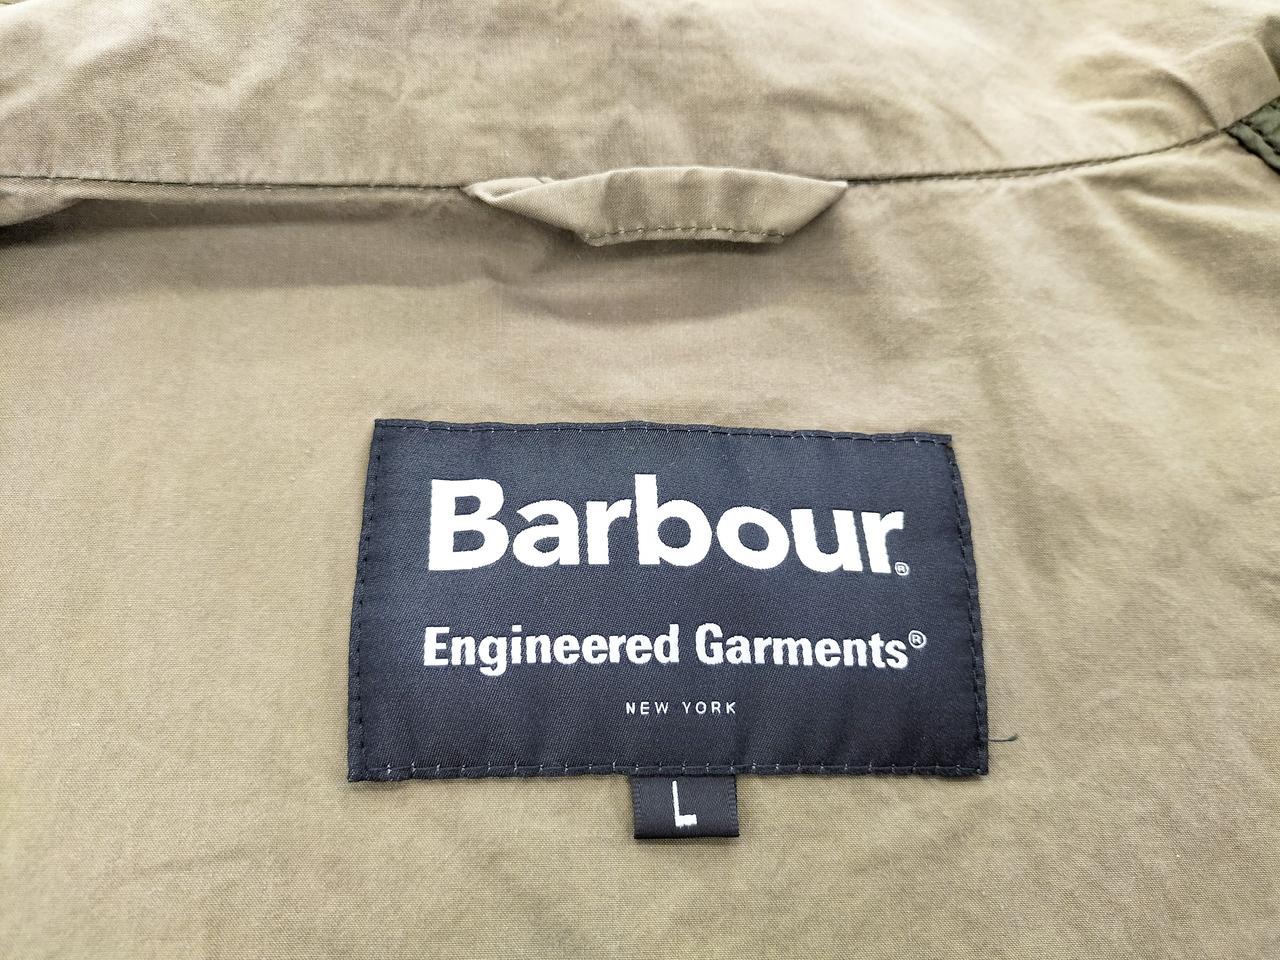 Barbour®
Engineered Garments®
NEW YORK
L